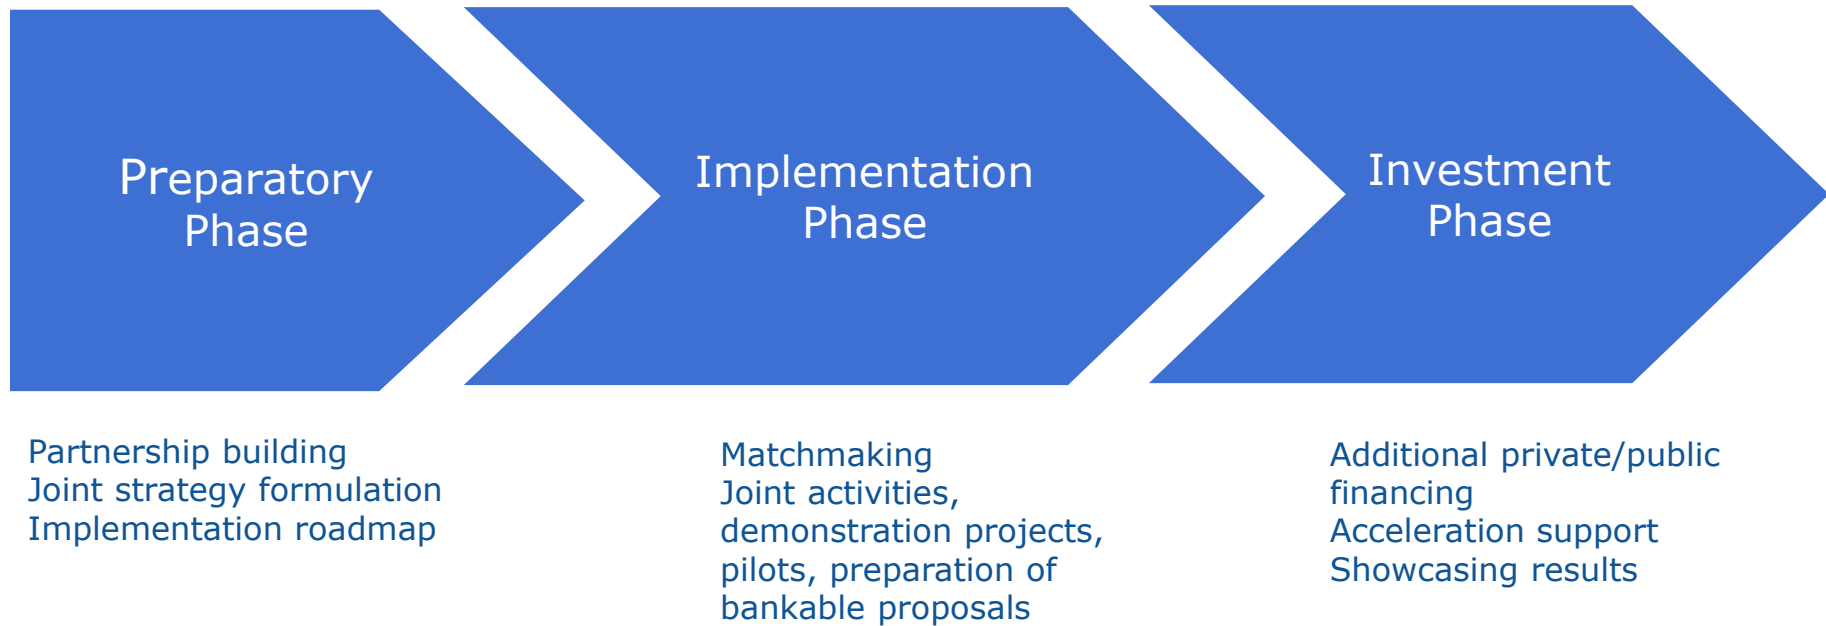 Preparatory
Phase
Implementation
Phase
Investment
Phase
Partnership building
Joint strategy formulation
Implementation roadmap
Matchmaking
Joint activities,
demonstration projects,
pilots, preparation of
bankable proposals
Additional private/public
financing
Acceleration support
Showcasing results